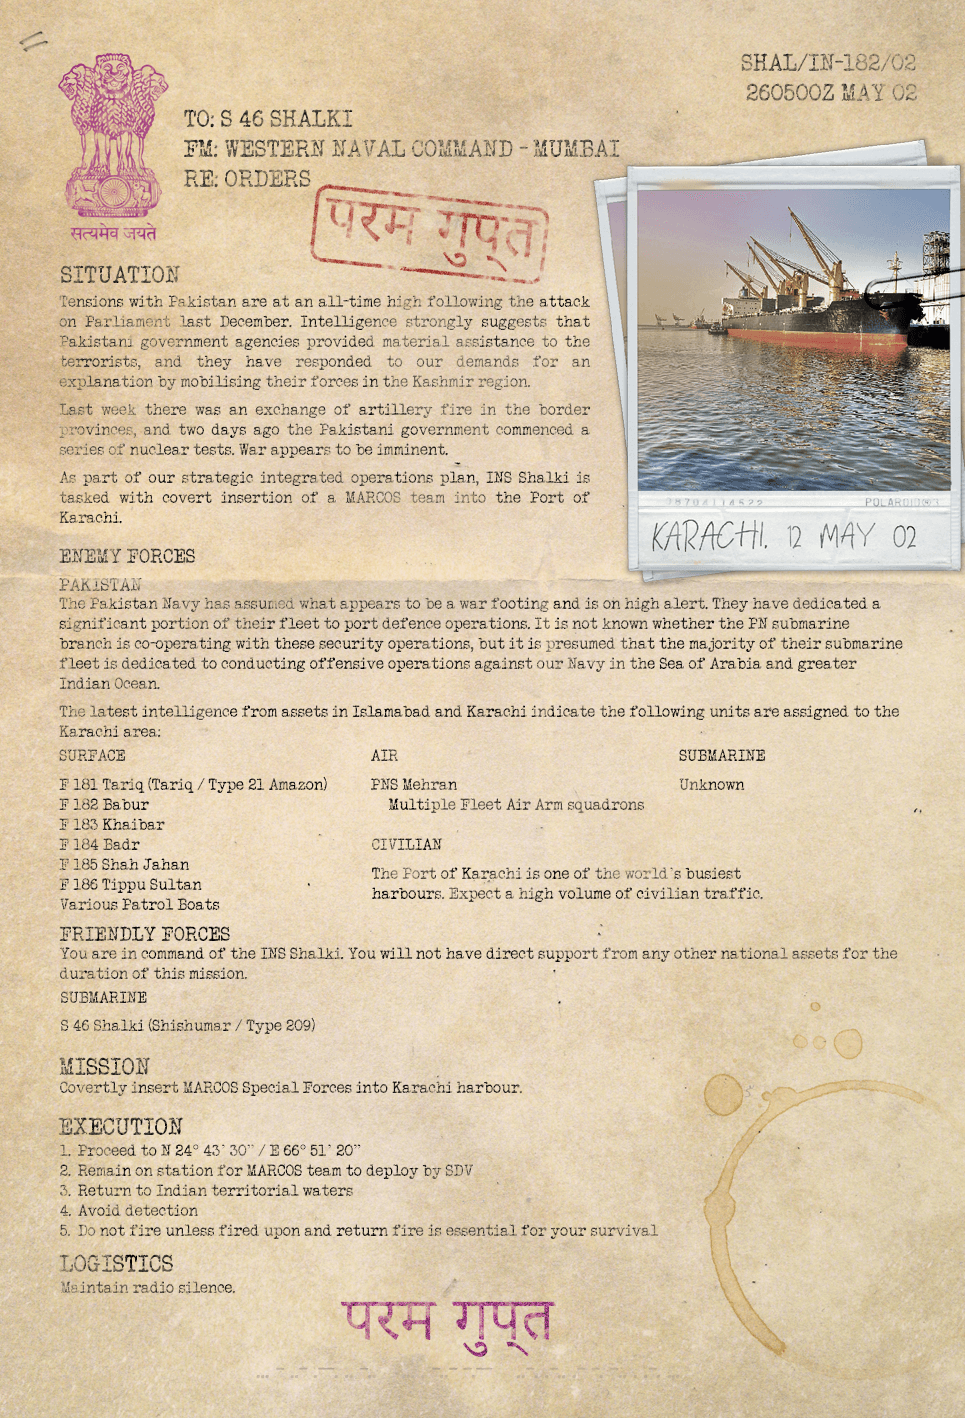 SHAL/IN-182/02
260500Z MAY 02
TO: S 46 SHALKI
FM: WESTERN NAVAL COMMAND - MUMBAI
RE: ORDERS
सत्यमेव जयते
परम गुप्त
SITUATION
Tensions with Pakistan are at an all-time high following the attack
on Parliament last December. Intelligence strongly suggests that
Pakistani government agencies provided material assistance to the
terrorists, and they have responded to our demands for an
explanation by mobilising their forces in the Kashmir region.
Last week there was an exchange of artillery fire in the border
provinces, and two days ago the Pakistani government commenced a
series of nuclear tests. War appears to be imminent.
As part of our strategic integrated operations plan, INS Shalki is
tasked with covert insertion of a MARCOS team into the Port of
Karachi.
POLAROID
KARACHI. 12 MAY 02
ENEMY FORCES
PAKISTAN
The Pakistan Navy has assumed what appears to be a war footing and is on high alert. They have dedicated a
significant portion of their fleet to port defence operations. It is not known whether the PN submarine
branch is co-operating with these security operations, but it is presumed that the majority of their submarine
fleet is dedicated to conducting offensive operations against our Navy in the Sea of Arabia and greater
Indian Ocean.
The latest intelligence from assets in Islamabad and Karachi indicate the following units are assigned to the
Karachi area:
SURFACE
F 181 Tariq (Tariq / Type 21 Amazon)
F 182 Babur
F 183 Khaibar
F 184 Badr
F 185 Shah Jahan
F 186 Tippu Sultan
Various Patrol Boats
AIR
PNS Mehran
Multiple Fleet Air Arm squadrons
CIVILIAN
The Port of Karachi is one of the world's busiest
harbours. Expect a high volume of civilian traffic.
SUBMARINE
Unknown
FRIENDLY FORCES
You are in command of the INS Shalki. You will not have direct support from any other national assets for the
duration of this mission.
SUBMARINE
S 46 Shalki (Shishumar / Type 209)
MISSION
Covertly insert MARCOS Special Forces into Karachi harbour.
EXECUTION
1. Proceed to N 24° 43' 30" / E 66° 51' 20"
2. Remain on station for MARCOS team to deploy by SDV
3. Return to Indian territorial waters
4. Avoid detection
5. Do not fire unless fired upon and return fire is essential for your survival
LOGISTICS
Maintain radio silence.
परम गुप्त